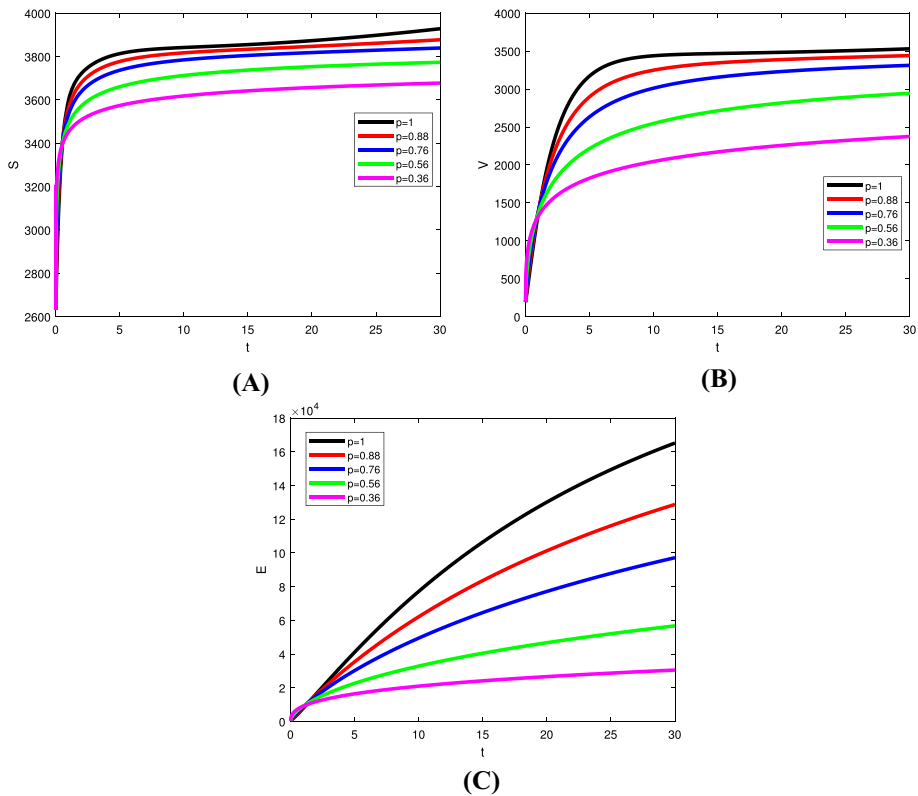 4000
3800
3600
3400
3200
3000
2800
2600
S
0
5
10
15
20
25
30
t
p=1
p=0.88
p=0.76
p=0.56
p=0.36
(A)
4000
3500
3000
2500
2000
1500
1000
500
0
V
0
5
10
15
20
25
30
t
p=1
p=0.88
p=0.76
p=0.56
p=0.36
(B)
×10⁴
18
16
14
12
10
8
6
4
2
0
E
0
5
10
15
20
25
30
t
p=1
p=0.88
p=0.76
p=0.56
p=0.36
(C)